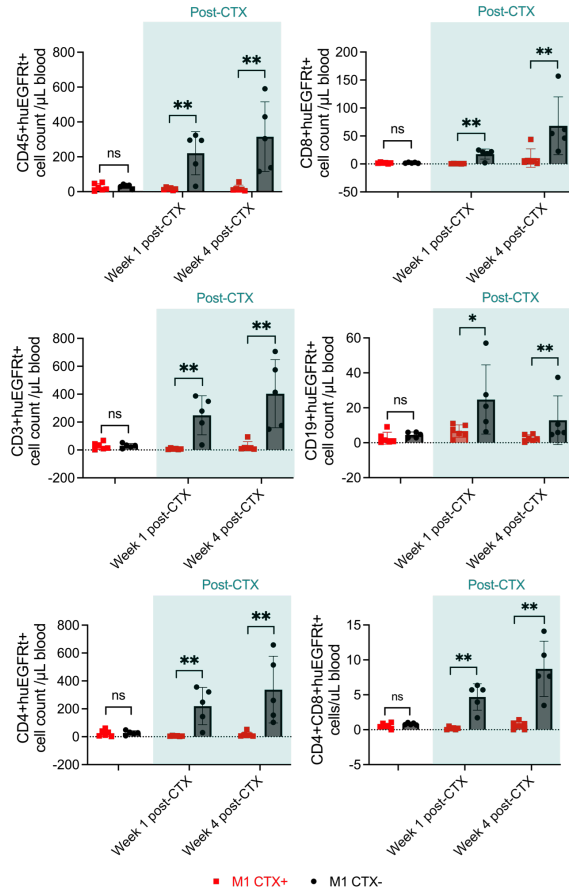 Post-CTX
CD45+huEGFRt+
cell count /µL blood
800
600
400
200
0
ns
**
**
Week 1 post-CTX
Week 4 post-CTX
Post-CTX
CD8+huEGFRt+
cell count /µL blood
200
150
100
50
0
-50
ns
**
**
Week 1 post-CTX
Week 4 post-CTX
Post-CTX
CD3+huEGFRt+
cell count /µL blood
800
600
400
200
0
-200
ns
**
**
Week 1 post-CTX
Week 4 post-CTX
Post-CTX
CD19+huEGFRt+
cell count /µL blood
60
40
20
0
-20
ns
*
**
Week 1 post-CTX
Week 4 post-CTX
Post-CTX
CD4+huEGFRt+
cell count /µL blood
800
600
400
200
0
-200
ns
**
**
Week 1 post-CTX
Week 4 post-CTX
Post-CTX
CD4+CD8+huEGFRt+
cells/uL blood
15
10
5
0
-5
ns
**
**
Week 1 post-CTX
Week 4 post-CTX
M1 CTX+
M1 CTX-